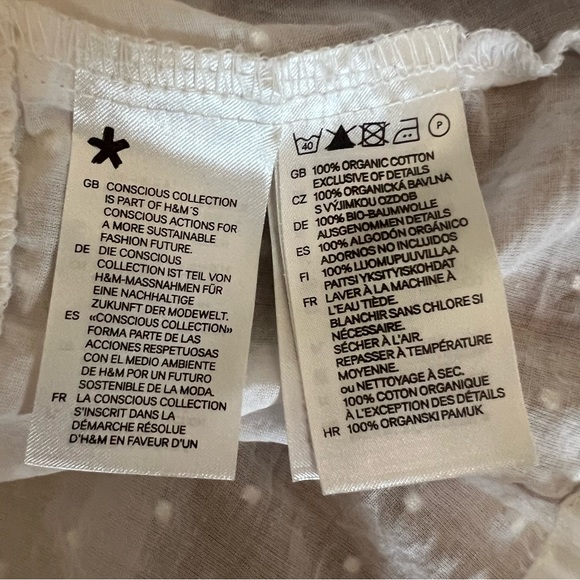 GB CONSCIOUS COLLECTION
IS PART OF H&M'S
CONSCIOUS ACTIONS FOR
A MORE SUSTAINABLE
FASHION FUTURE.
DE DIE CONSCIOUS
COLLECTION IST TEIL VON
H&M-MASSNAHMEN FÜR
EINE NACHHALTIGE
ZUKUNFT DER MODEWELT.
ES «CONSCIOUS COLLECTION»
FORMA PARTE DE LAS
ACCIONES RESPETUOSAS
CON EL MEDIO AMBIENTE
DE H&M POR UN FUTURO
SOSTENIBLE DE LA MODA.
FR LA CONSCIOUS COLLECTION
S'INSCRIT DANS LA
DÉMARCHE RÉSOLUE
D'H&M EN FAVEUR D'UN
40 P
GB 100% ORGANIC COTTON
EXCLUSIVE OF DETAILS
CZ 100% ORGANICKÁ BAVLNA
S VÝJIMKOU OZDOB
DE 100% BIO-BAUMWOLLE
AUSGENOMMEN DETAILS
ES 100% ALGODÓN ORGÁNICO
ADORNOS NO INCLUIDOS
FI 100% LUOMUPUUVILLAA
PAITSI YKSITYISKOHDAT
FR LAVER À LA MACHINE À
L'EAU TIÈDE.
BLANCHIR SANS CHLORE SI
NÉCESSAIRE.
SÉCHER À L'AIR.
REPASSER À TEMPÉRATURE
MOYENNE.
ou NETTOYAGE À SEC.
100% COTON ORGANIQUE
À L'EXCEPTION DES DÉTAILS
HR 100% ORGANSKI PAMUK